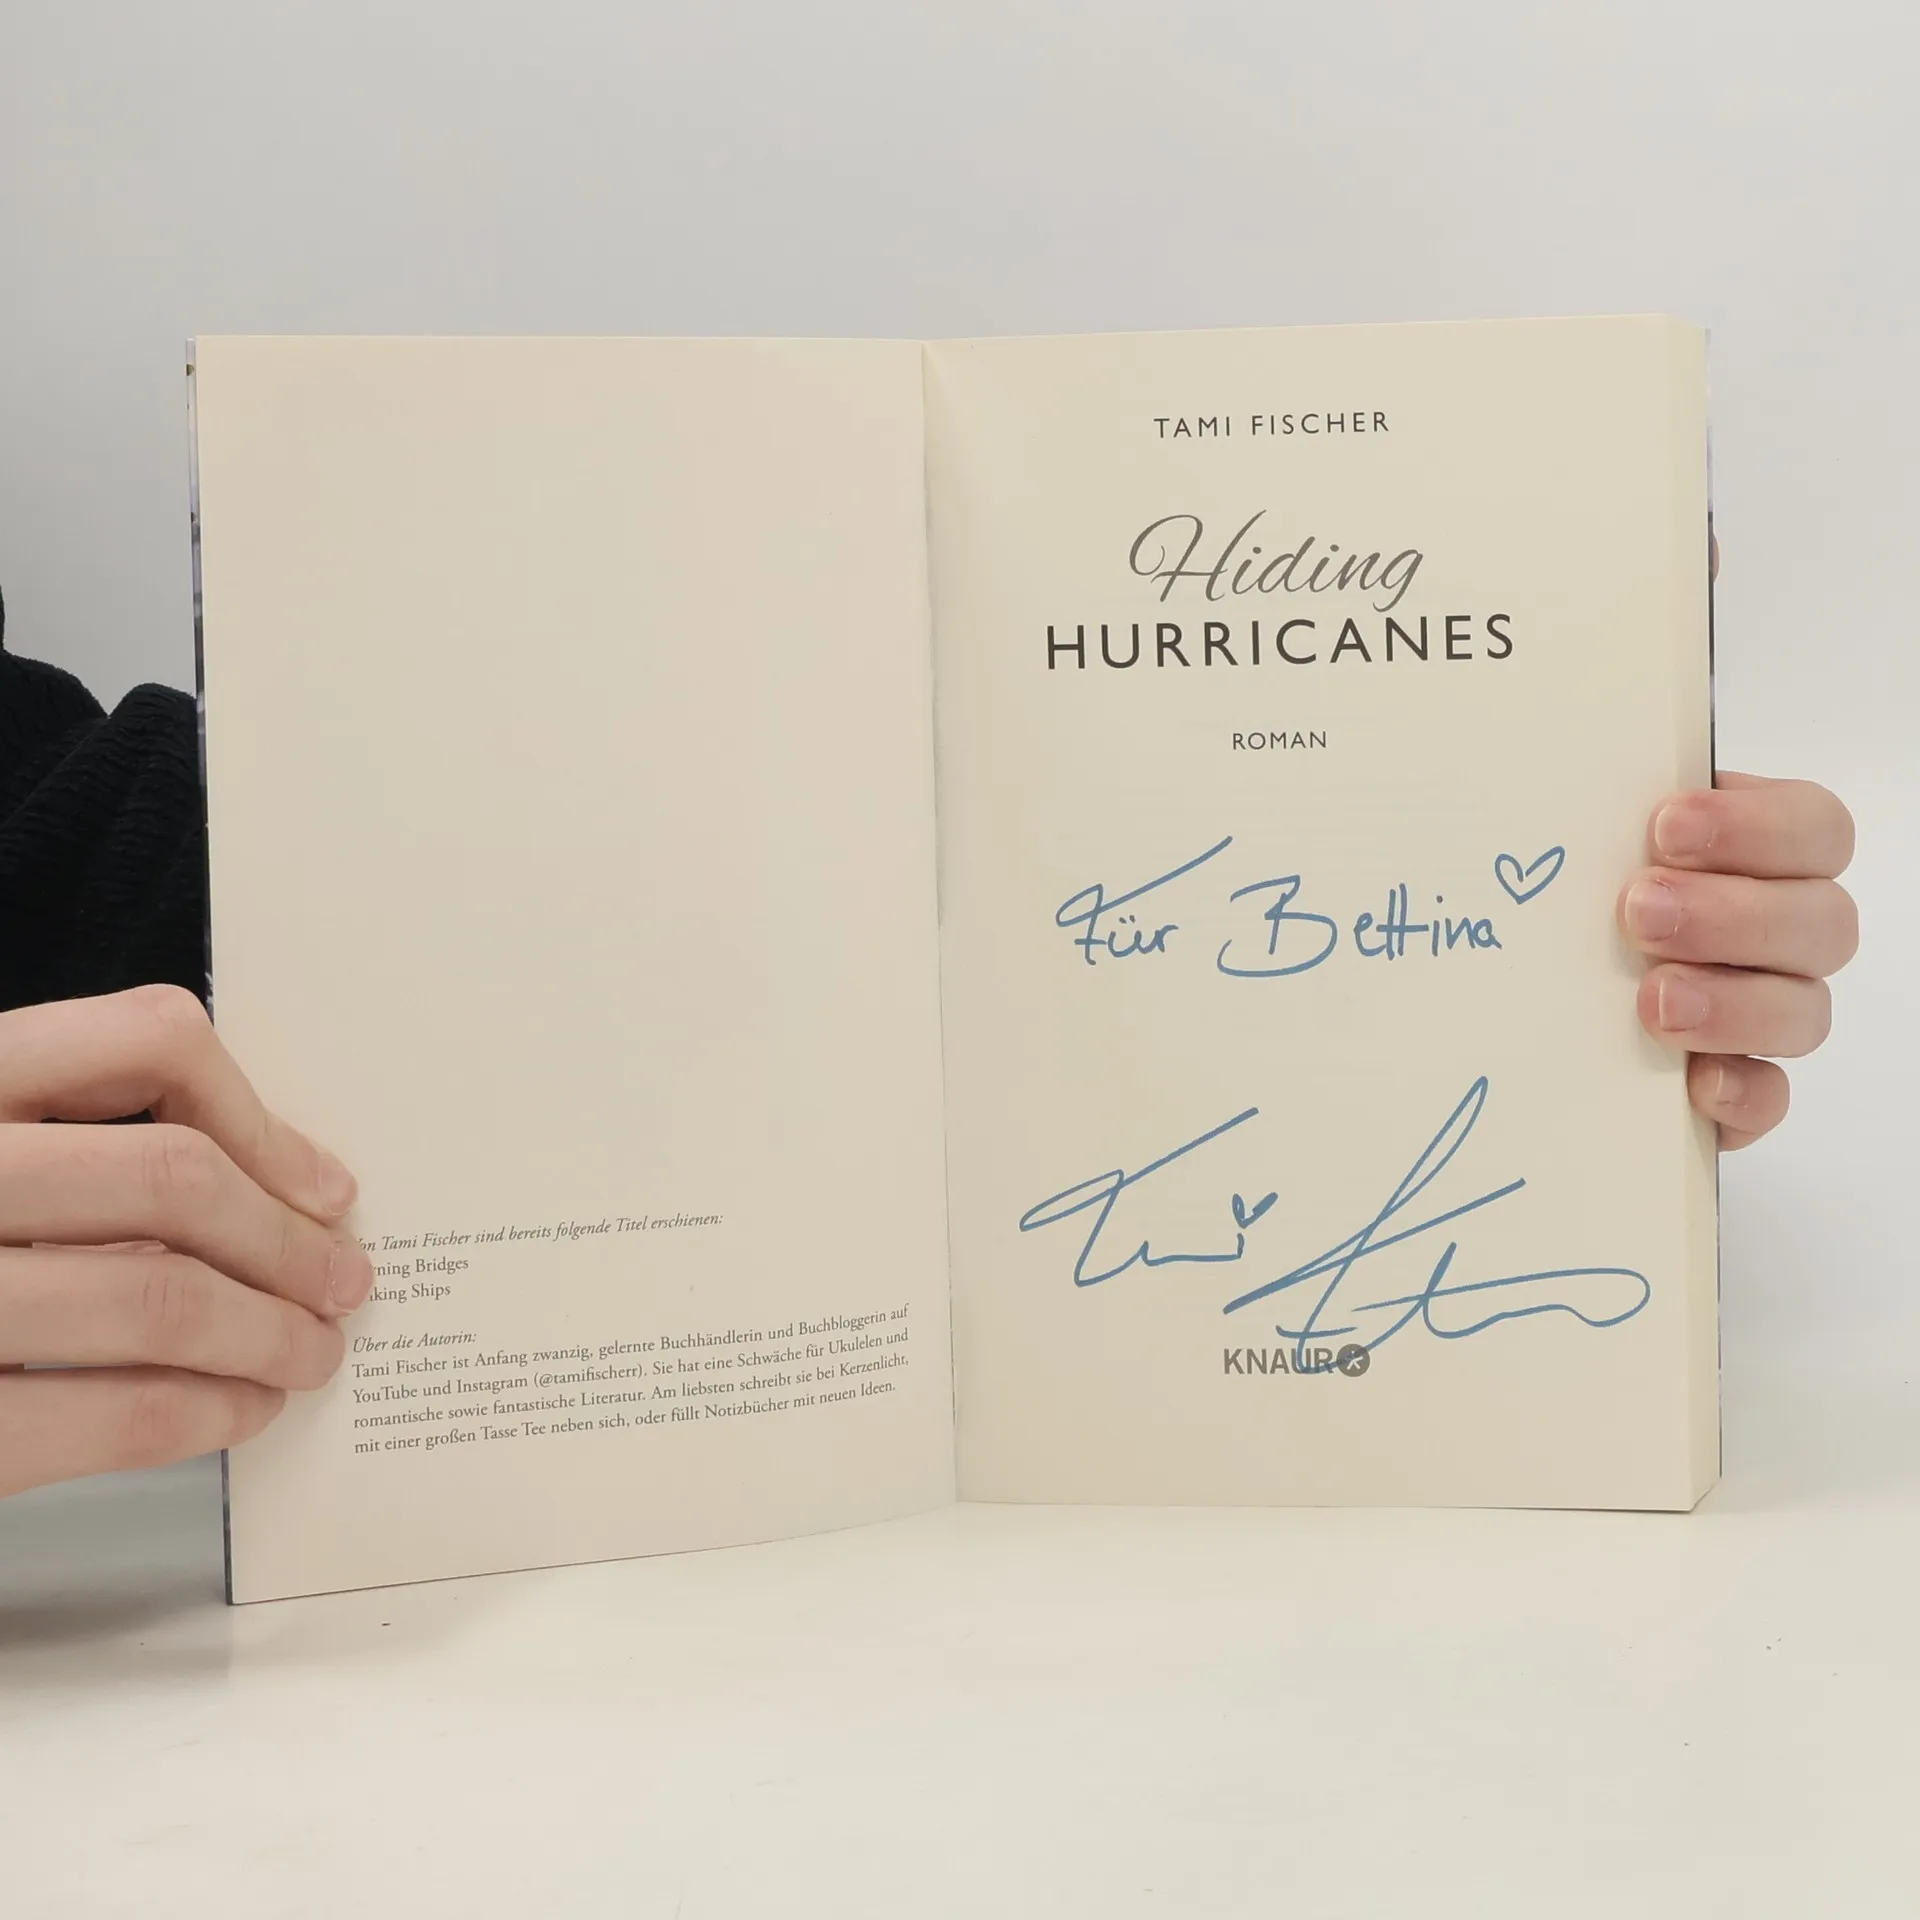 Tami Fischer sind bereits folgende Titel erschienen:
Bridges
Ships
Über die Autorin:
Tami Fischer ist Anfang zwanzig, gelernte Buchhändlerin und Buchbloggerin auf
YouTube und Instagram (@tamifischerr). Sie hat eine Schwäche für Ukulelen und
romantische sowie fantastische Literatur. Am liebsten schreibt sie bei Kerzenlicht,
mit einer großen Tasse Tee neben sich, oder füllt Notizbücher mit neuen Ideen.
TAMI FISCHER
Hiding
HURRICANES
ROMAN
Für Bettina
Tami Fischer
KNAUR